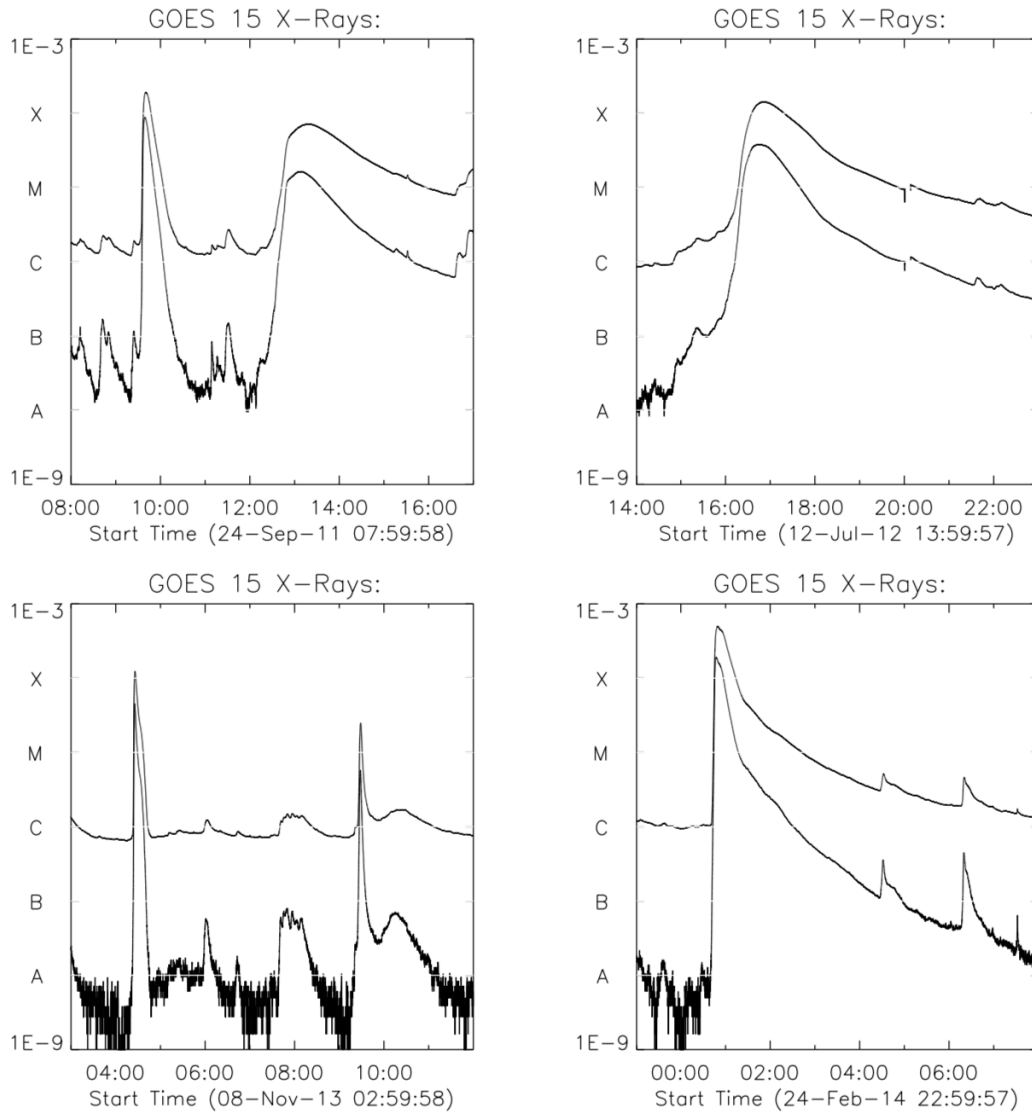 GOES 15 X-Rays:
1E-3
X
M
C
B
A
1E-9
08:00 10:00 12:00 14:00 16:00
Start Time (24-Sep-11 07:59:58)
GOES 15 X-Rays:
1E-3
X
M
C
B
A
1E-9
14:00 16:00 18:00 20:00 22:00
Start Time (12-Jul-12 13:59:57)
GOES 15 X-Rays:
1E-3
X
M
C
B
A
1E-9
04:00 06:00 08:00 10:00
Start Time (08-Nov-13 02:59:58)
GOES 15 X-Rays:
1E-3
X
M
C
B
A
1E-9
00:00 02:00 04:00 06:00
Start Time (24-Feb-14 22:59:57)